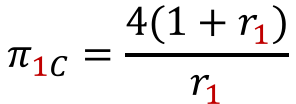 π₁C = 4(1 + r₁) / r₁